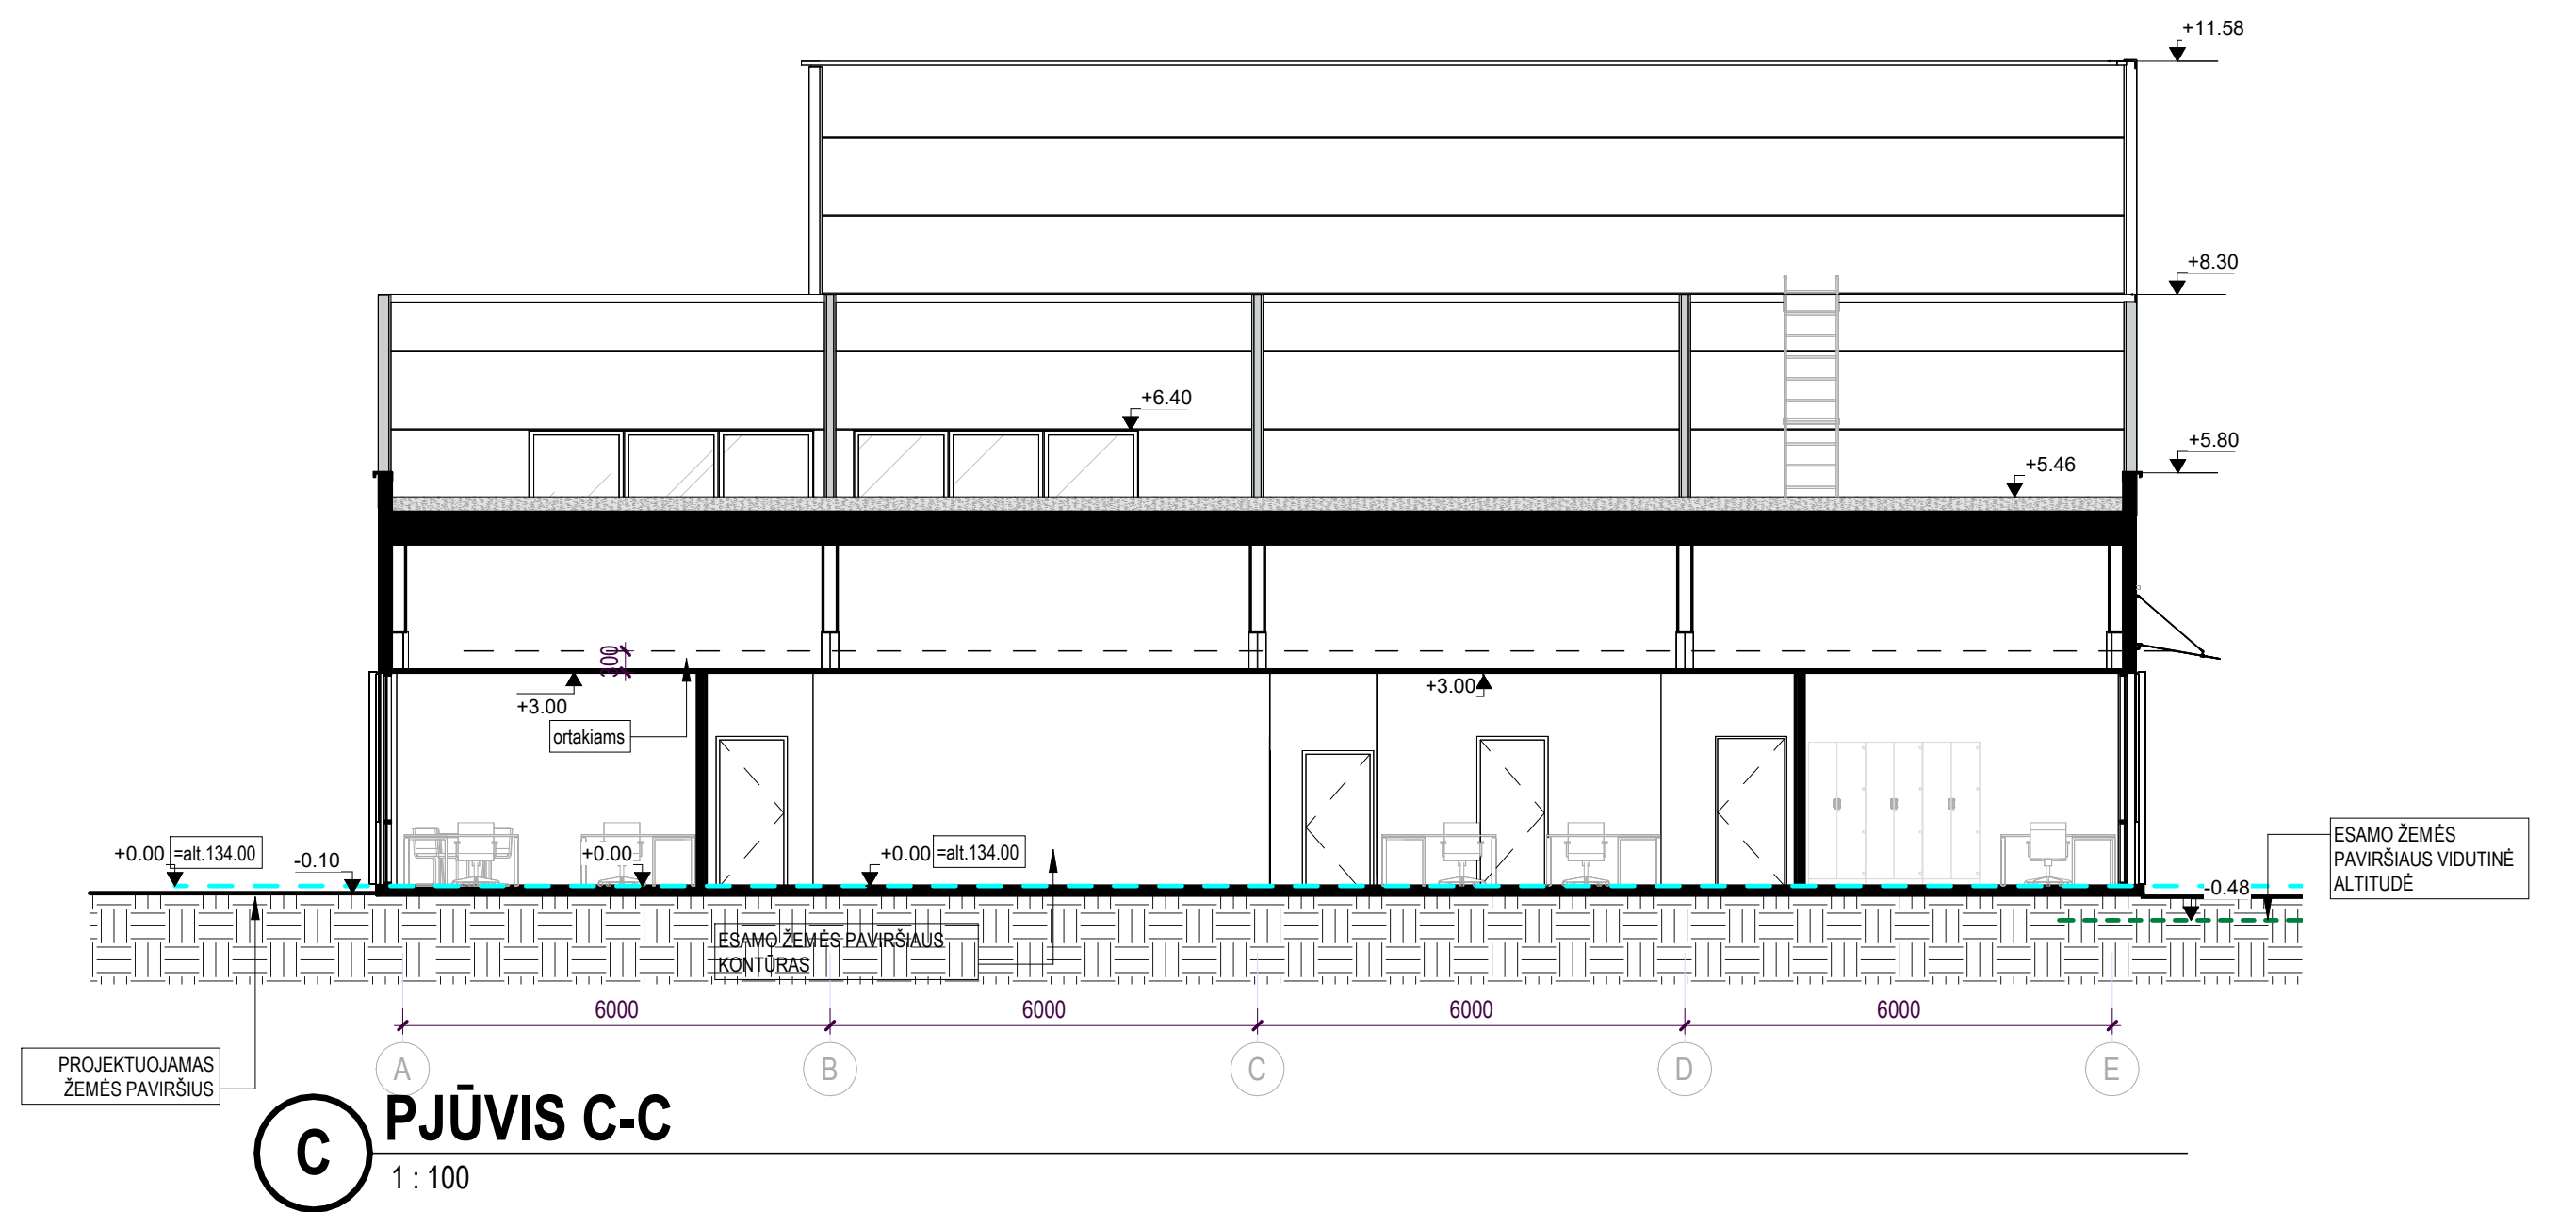 +11.58
+8.30
+6.40
+5.80
+5.46
300
+3.00
+3.00
ortakiams
+0.00 =alt.134.00
-0.10
+0.00
+0.00 =alt.134.00
-0.48
ESAMO ŽEMĖS
PAVIRŠIAUS VIDUTINĖ
ALTITUDĖ
ESAMO ŽEMĖS PAVIRŠIAUS
KONTŪRAS
6000
6000
6000
6000
PROJEKTUOJAMAS
ŽEMĖS PAVIRŠIUS
A
B
C
D
E
C
PJŪVIS C-C
1 : 100